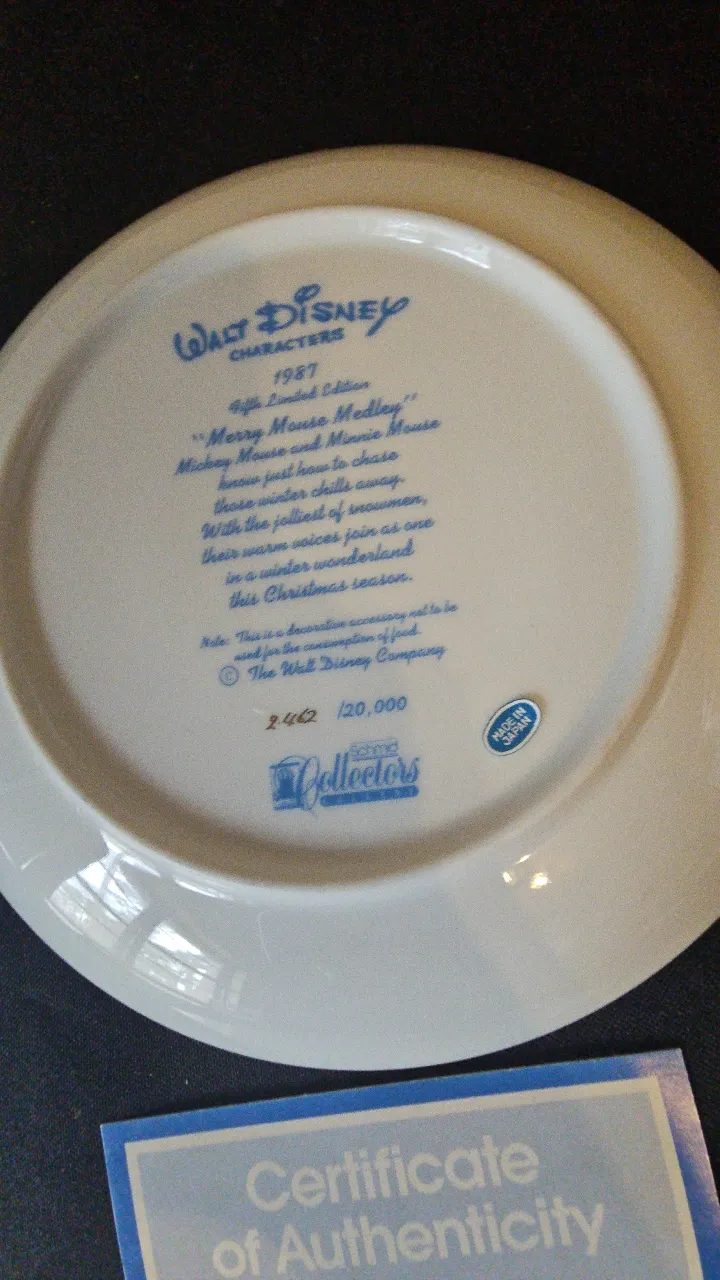 WALT DISNEY
CHARACTERS
1987
Fifth Limited Edition
"Merry Mouse Medley"
Mickey Mouse and Minnie Mouse
know just how to chase
those winter chills away.
With the jolliest of snowmen,
their warm voices join as one
in a winter wonderland
this Christmas season.
Note: This is a decorative accessory not to be
used for the consumption of food.
© The Walt Disney Company
2462 /20,000
MADE IN
JAPAN
Schmid
Collectors
Certificate
of Authenticity